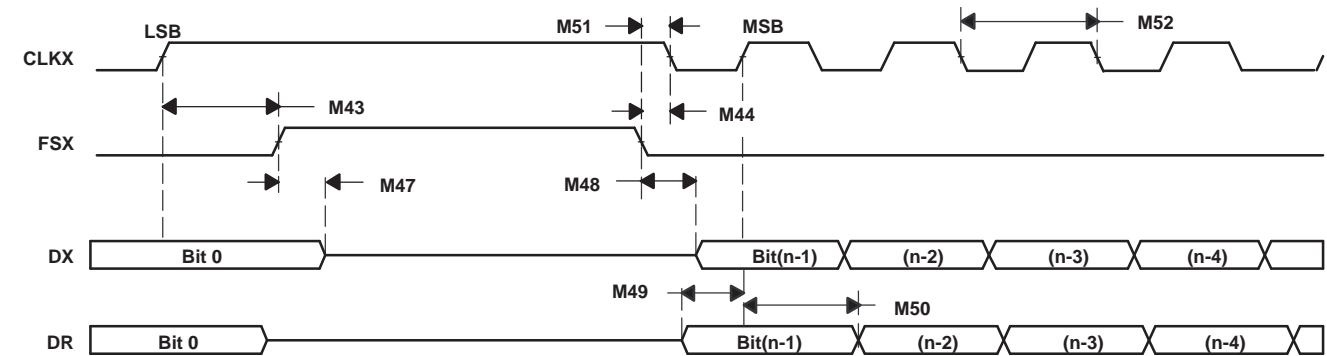 LSB
M51
MSB
M52
CLKX
M43
M44
FSX
M47
M48
DX
Bit 0
Bit(n-1)
(n-2)
(n-3)
(n-4)
M49
M50
DR
Bit 0
Bit(n-1)
(n-2)
(n-3)
(n-4)